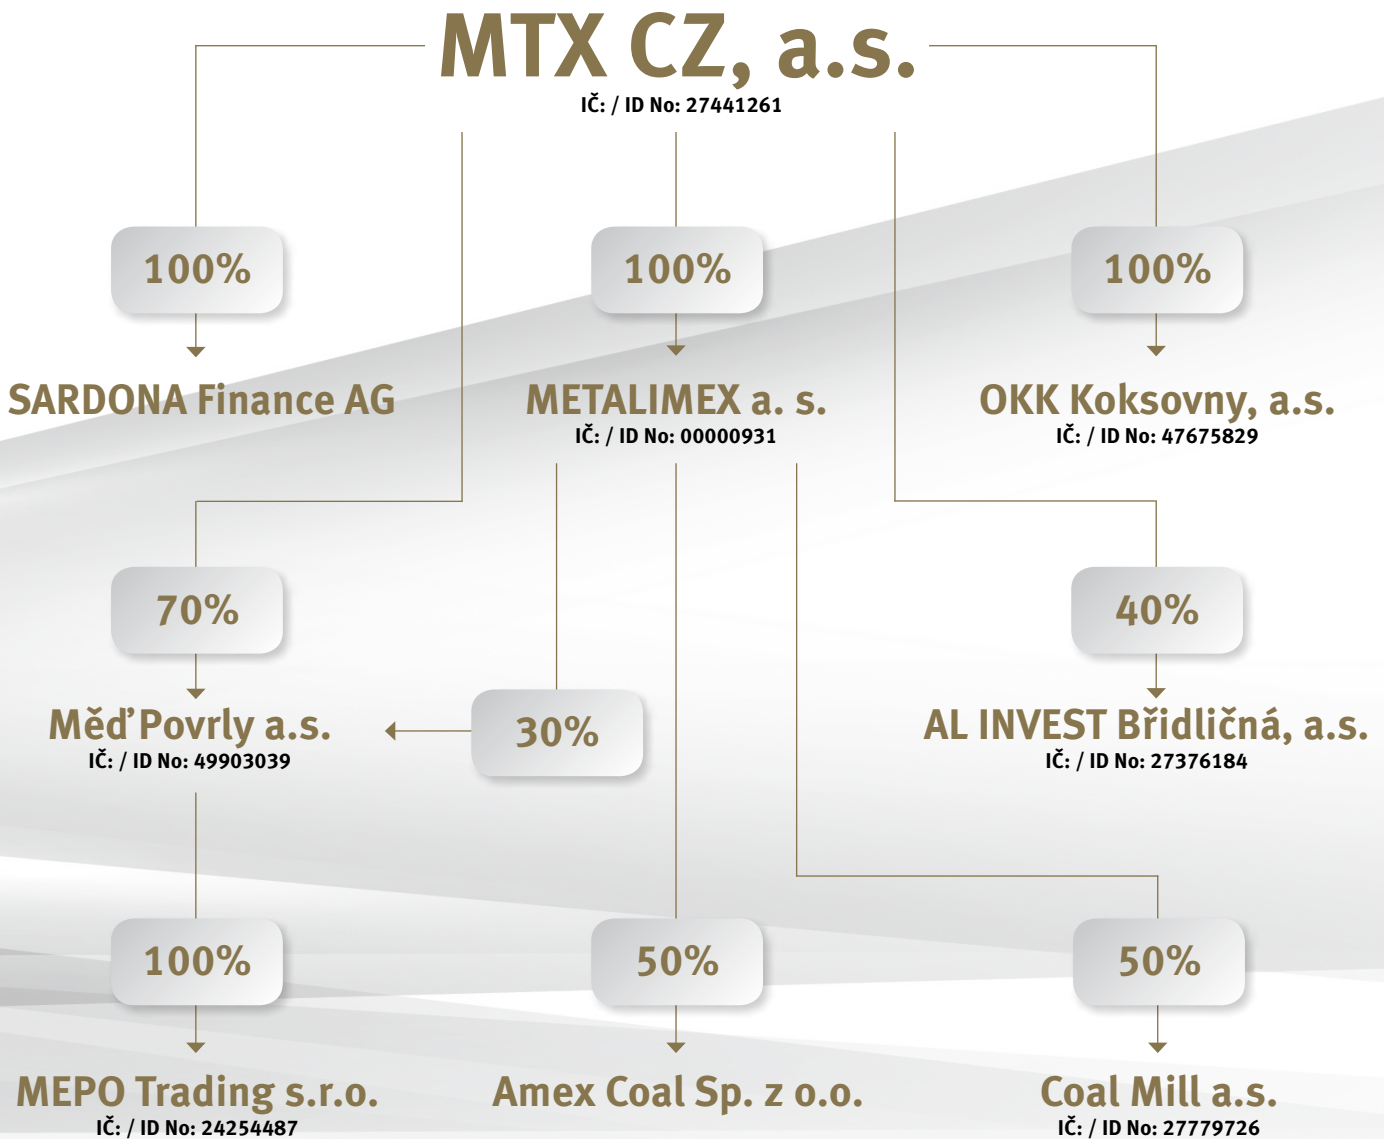 MTX CZ, a.s.
IČ: / ID No: 27441261
100%
100%
100%
SARDONA Finance AG
METALIMEX a. s.
IČ: / ID No: 00000931
OKK Koksovny, a.s.
IČ: / ID No: 47675829
70%
40%
Měď Povrly a.s.
IČ: / ID No: 49903039
30%
AL INVEST Břidličná, a.s.
IČ: / ID No: 27376184
100%
50%
50%
MEPO Trading s.r.o.
IČ: / ID No: 24254487
Amex Coal Sp. z o.o.
Coal Mill a.s.
IČ: / ID No: 27779726